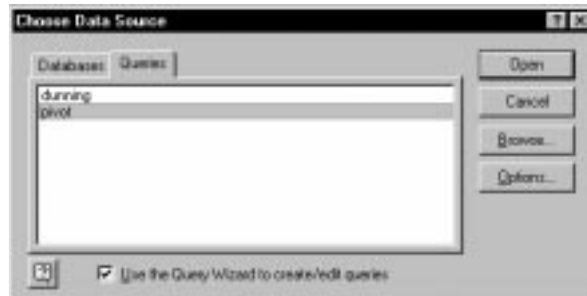 Choose Data Source
Databases
Queries
dunning
pivot
Open
Cancel
Browse...
Options...
Use the Query Wizard to create/edit queries